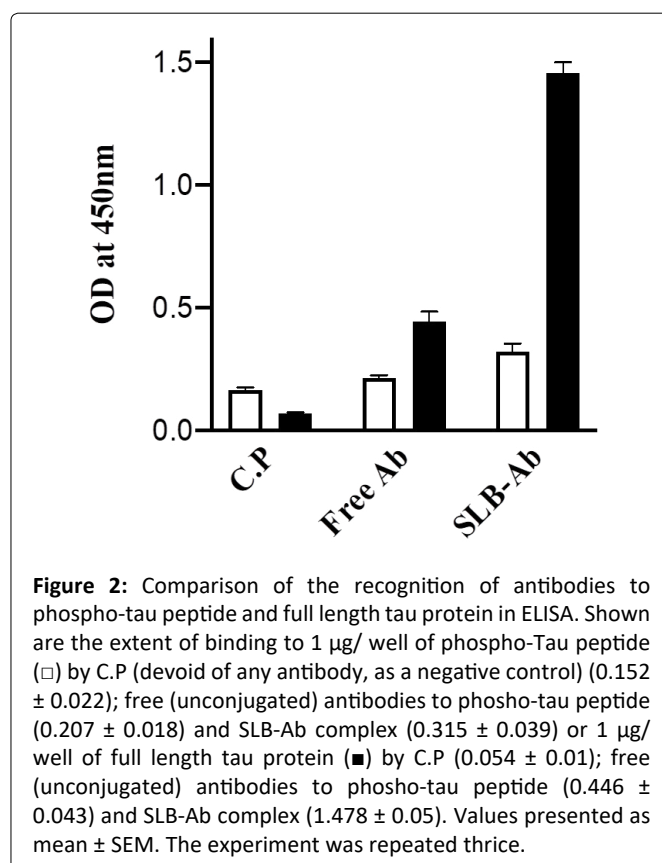 1.5
1.0
0.5
0.0
OD at 450nm
C.P
Free Ab
SLB-Ab
Figure 2: Comparison of the recognition of antibodies to
phospho-tau peptide and full length tau protein in ELISA. Shown
are the extent of binding to 1 µg/ well of phospho-Tau peptide
(□) by C.P (devoid of any antibody, as a negative control) (0.152
± 0.022); free (unconjugated) antibodies to phosho-tau peptide
(0.207 ± 0.018) and SLB-Ab complex (0.315 ± 0.039) or 1 µg/
well of full length tau protein (■) by C.P (0.054 ± 0.01); free
(unconjugated) antibodies to phosho-tau peptide (0.446 ±
0.043) and SLB-Ab complex (1.478 ± 0.05). Values presented as
mean ± SEM. The experiment was repeated thrice.